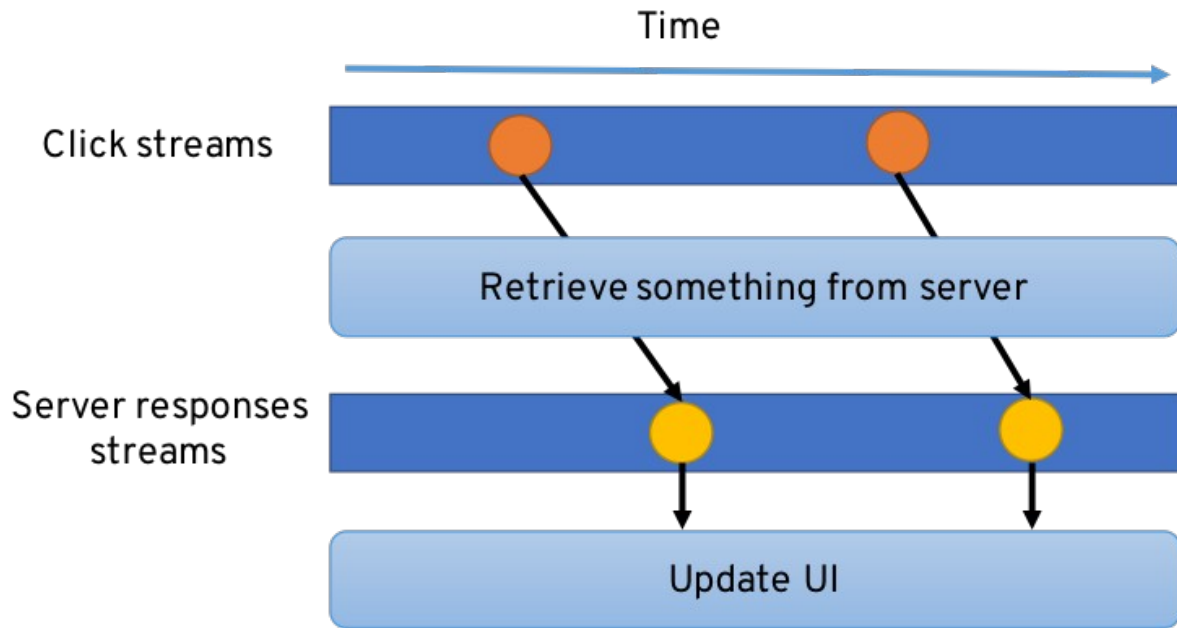 Time
Click streams
Retrieve something from server
Server responses
streams
Update UI